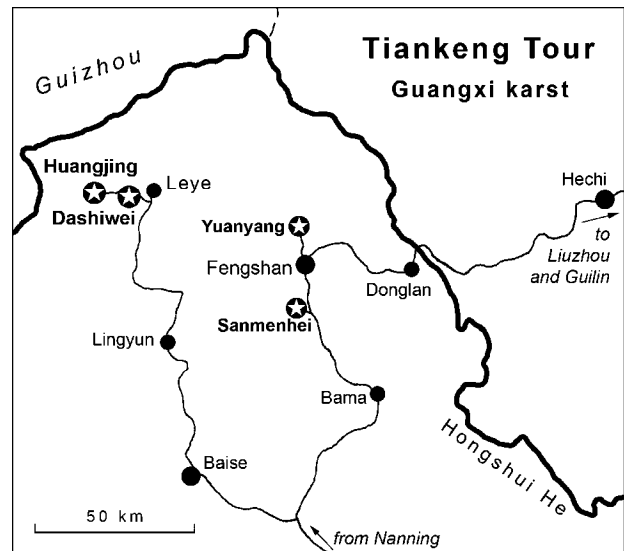 Tiankeng Tour
Guangxi karst
Guizhou
Huangjing
Leye
Dashiwei
Hechi
to
Liuzhou
and Guilin
Yuanyang
Fengshan
Donglan
Sanmenhei
Lingyun
Bama
Hongshui He
Baise
50 km
from Nanning